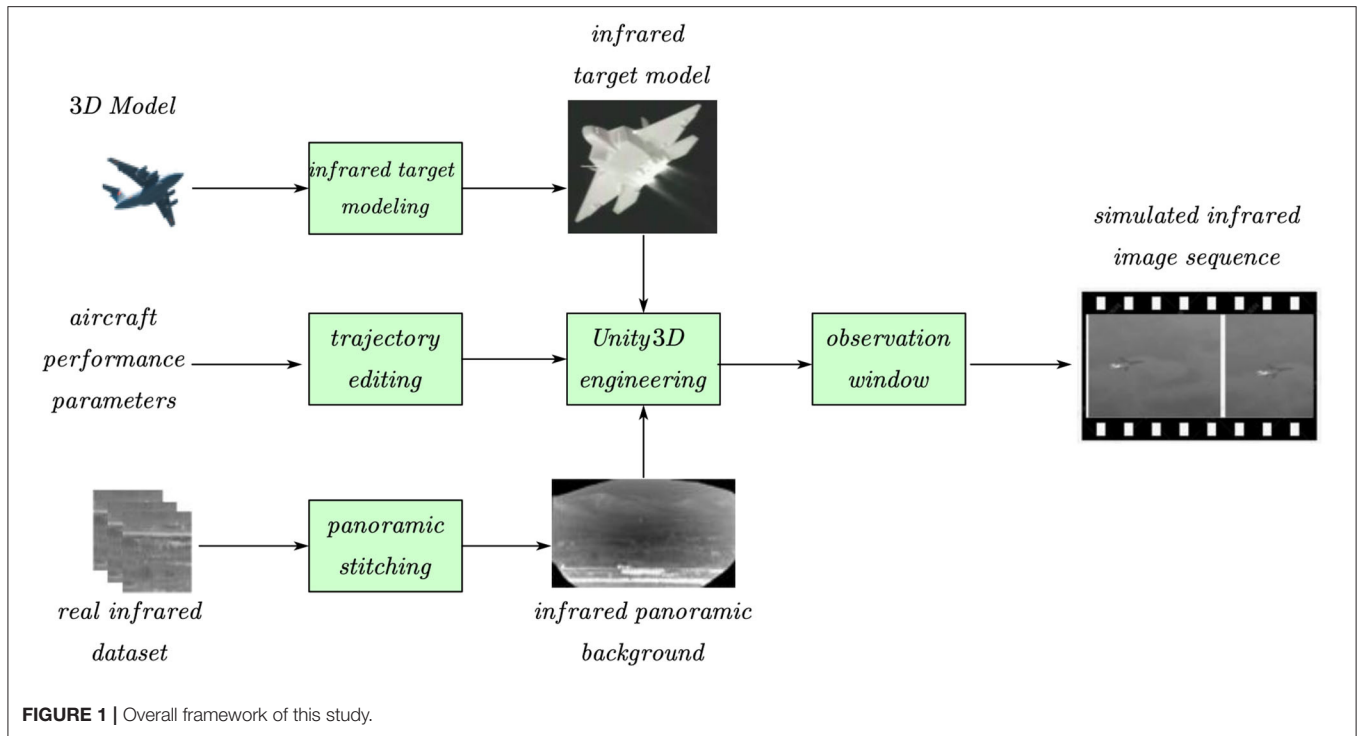 infrared
target model
3D Model
infrared target
modeling
simulated infrared
image sequence
aircraft
performance
parameters
trajectory
editing
Unity3D
engineering
observation
window
panoramic
stitching
real infrared
dataset
infrared panoramic
background
FIGURE 1 | Overall framework of this study.